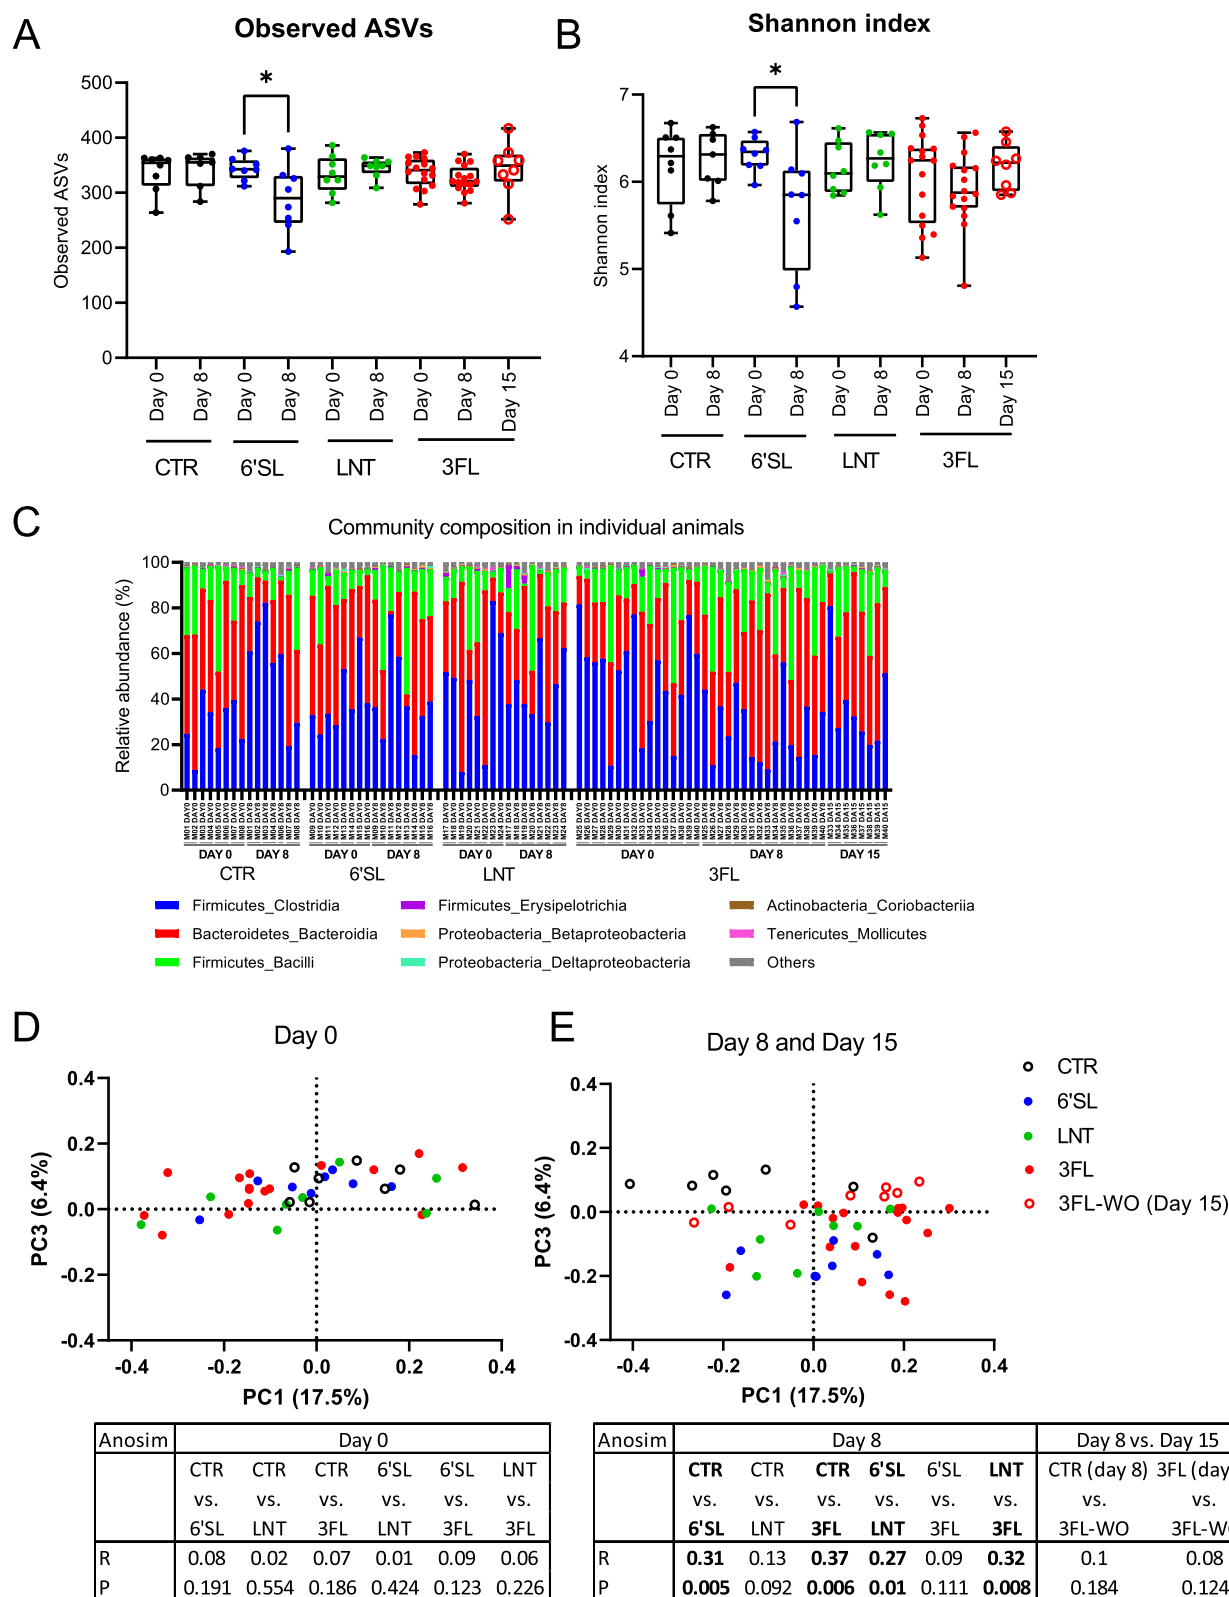 A
Observed ASVs
Observed ASVs
500
400
300
200
100
0
*
Day 0
Day 8
Day 0
Day 8
Day 0
Day 8
Day 0
Day 8
Day 15
CTR
6'SL
LNT
3FL
B
Shannon index
Shannon index
7
6
5
4
*
Day 0
Day 8
Day 0
Day 8
Day 0
Day 8
Day 0
Day 8
Day 15
CTR
6'SL
LNT
3FL
C
Community composition in individual animals
Relative abundance (%)
100
80
60
40
20
0
DAY 0
DAY 8
DAY 0
DAY 8
DAY 0
DAY 8
DAY 0
DAY 8
DAY 15
CTR
6'SL
LNT
3FL
Firmicutes_Clostridia
Firmicutes_Erysipelotrichia
Actinobacteria_Coriobacteriia
Bacteroidetes_Bacteroidia
Proteobacteria_Betaproteobacteria
Tenericutes_Mollicutes
Firmicutes_Bacilli
Proteobacteria_Deltaproteobacteria
Others
D
Day 0
PC3 (6.4%)
0.4
0.2
0.0
-0.2
-0.4
-0.4
-0.2
0.0
0.2
0.4
PC1 (17.5%)
E
Day 8 and Day 15
PC3 (6.4%)
0.4
0.2
0.0
-0.2
-0.4
-0.4
-0.2
0.0
0.2
0.4
PC1 (17.5%)
CTR
6'SL
LNT
3FL
3FL-WO (Day 15)
Anosim Day 0
CTR CTR CTR 6'SL 6'SL LNT
vs. vs. vs. vs. vs. vs.
6'SL LNT 3FL LNT 3FL 3FL
R 0.08 0.02 0.07 0.01 0.09 0.06
P 0.191 0.554 0.186 0.424 0.123 0.226
Anosim Day 8 Day 8 vs. Day 15
CTR CTR CTR 6'SL 6'SL LNT CTR (day 8) 3FL (day
vs. vs. vs. vs. vs. vs. vs. vs.
6'SL LNT 3FL LNT 3FL 3FL 3FL-WO 3FL-W
R 0.31 0.13 0.37 0.27 0.09 0.32 0.1 0.08
P 0.005 0.092 0.006 0.01 0.111 0.008 0.184 0.124